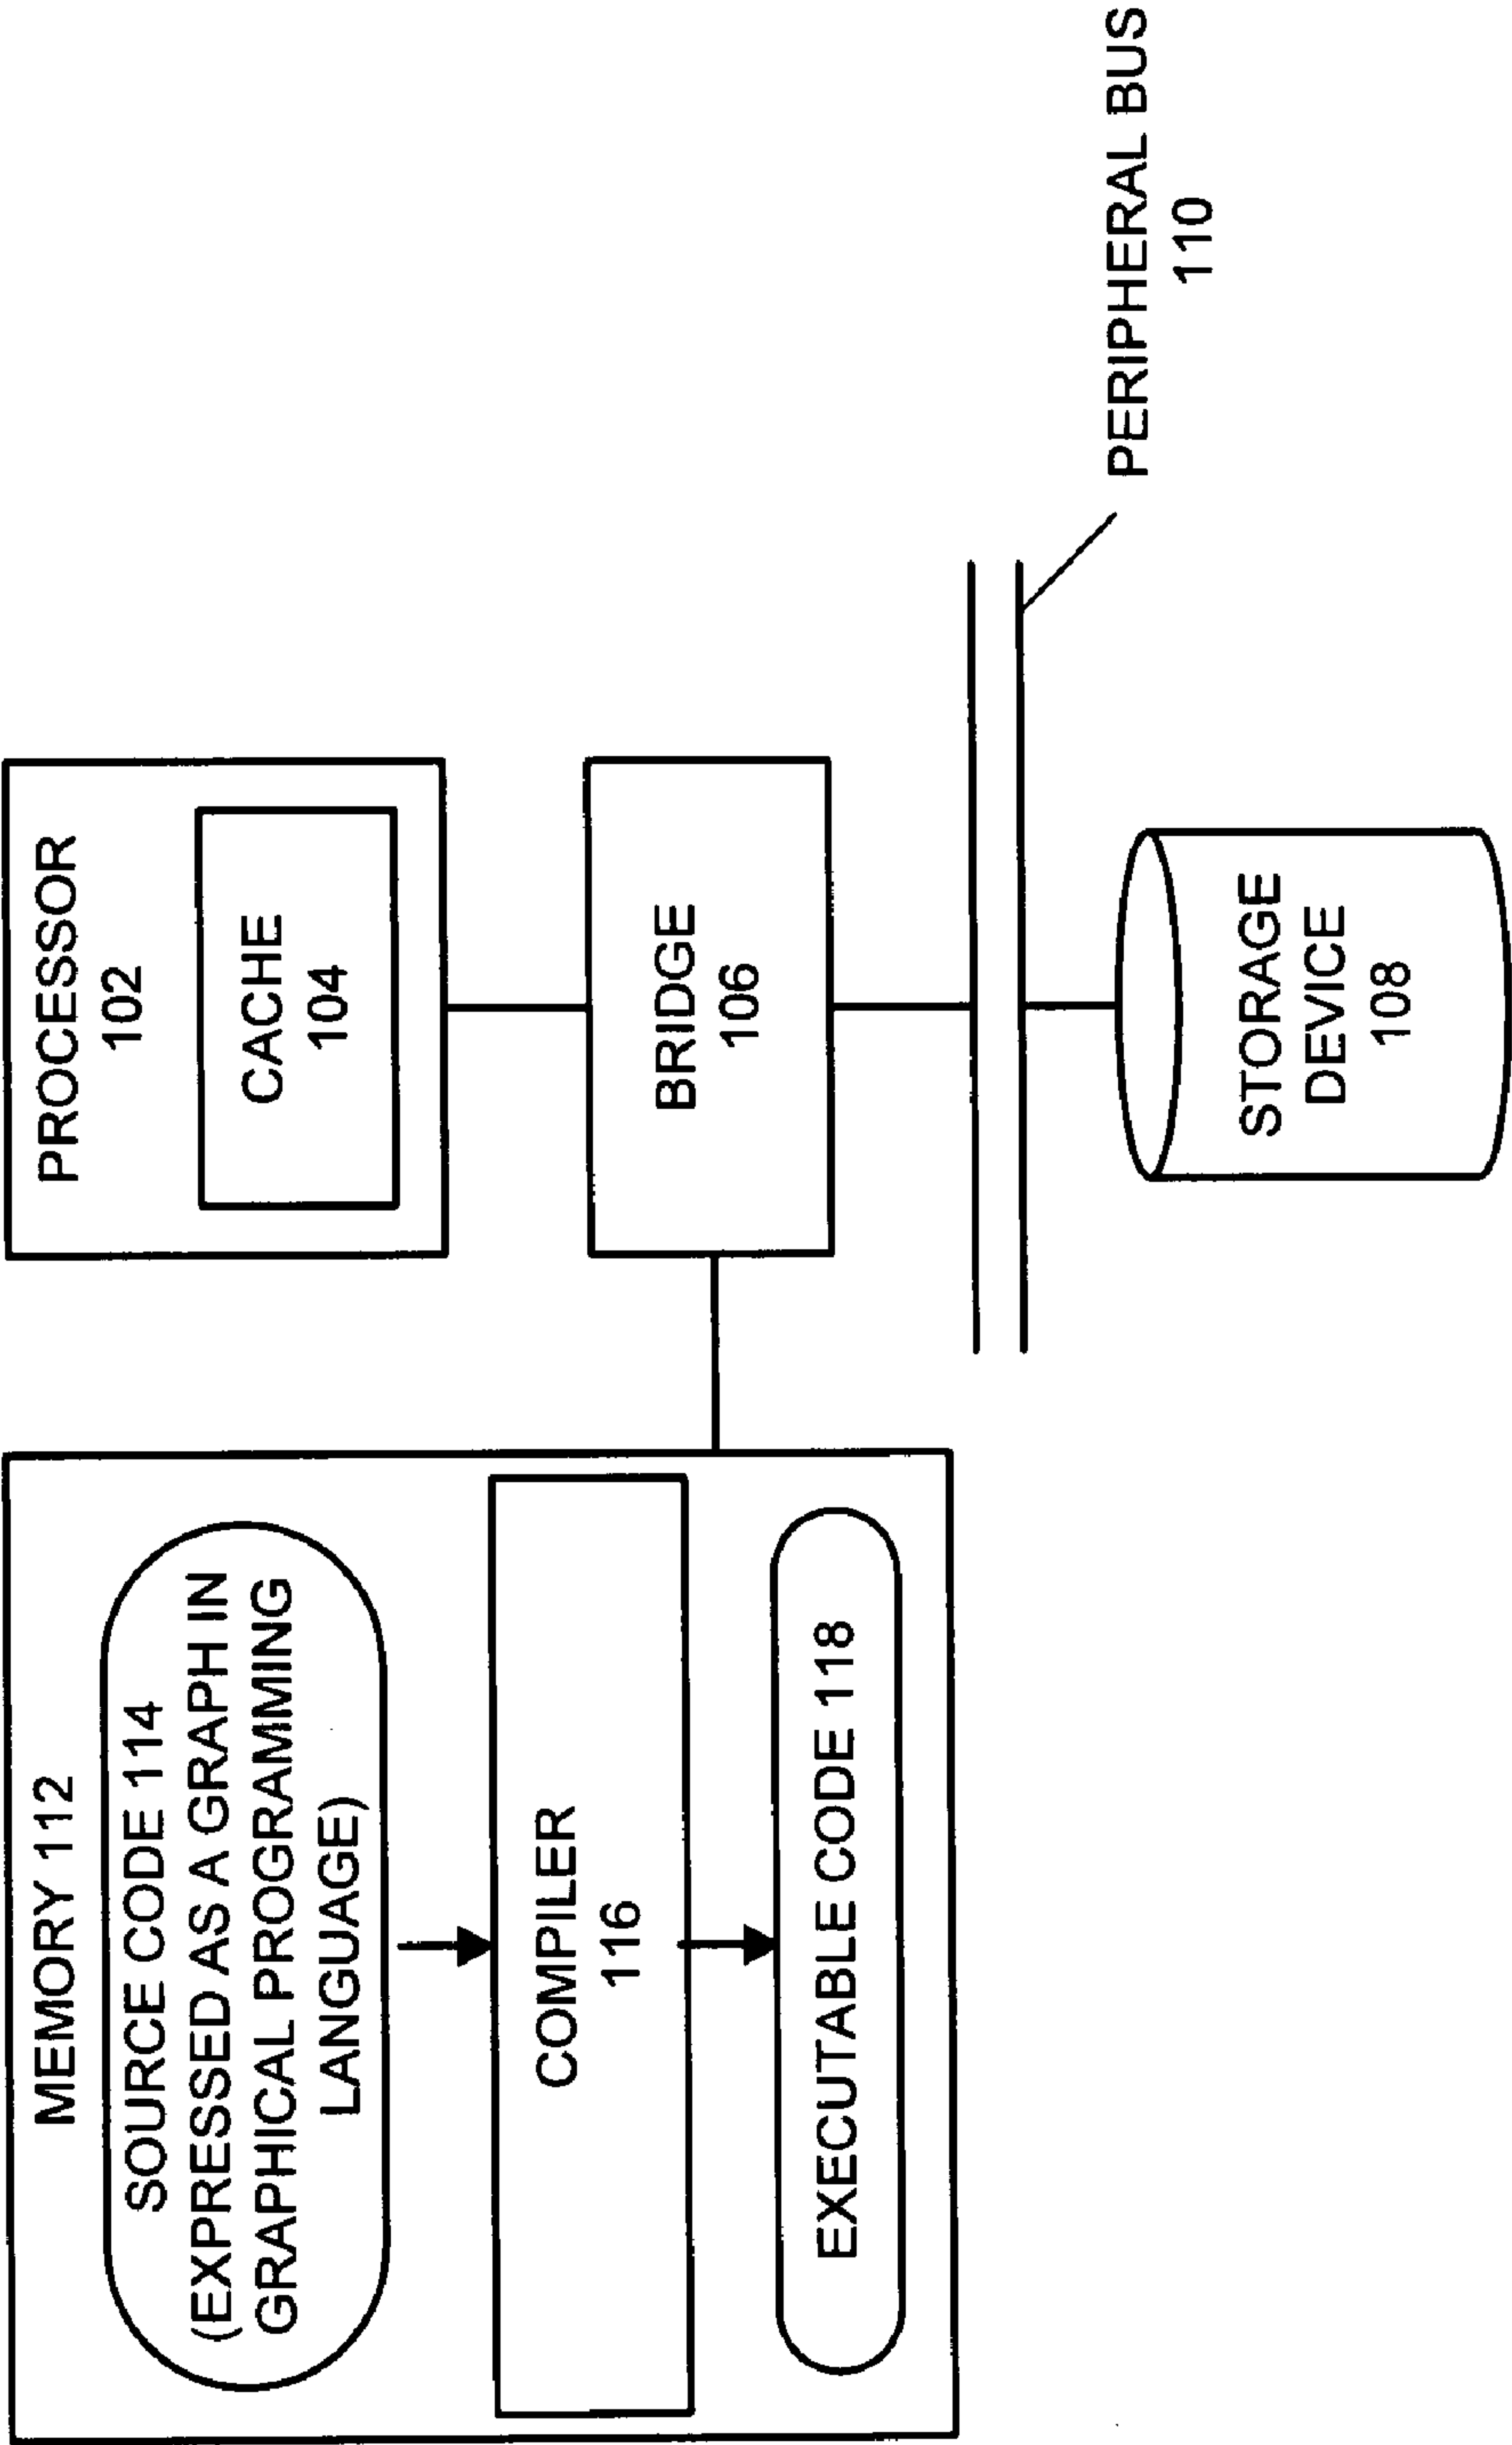 MEMORY 112
SOURCE CODE 114
(EXPRESSED AS A GRAPH IN
GRAPHICAL PROGRAMMING
LANGUAGE)
COMPILER
116
EXECUTABLE CODE 118
PROCESSOR
102
CACHE
104
BRIDGE
106
STORAGE
DEVICE
108
PERIPHERAL BUS
110